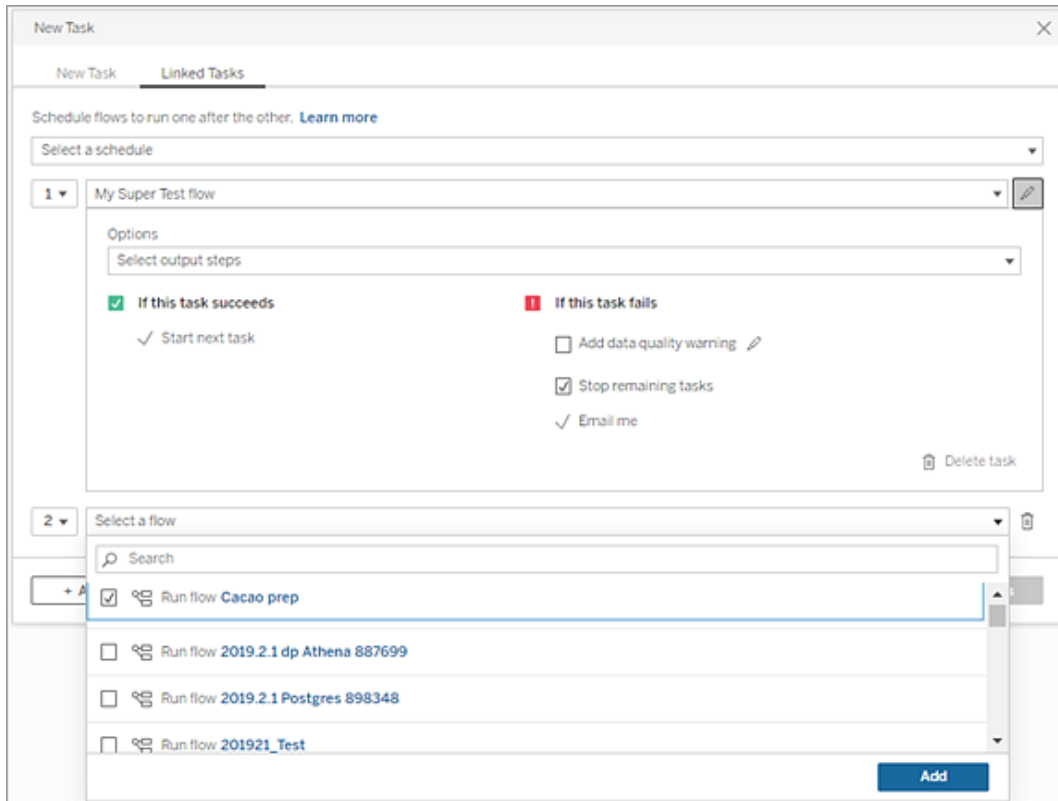 New Task
New Task Linked Tasks
Schedule flows to run one after the other. Learn more
Select a schedule
1 My Super Test flow
Options
Select output steps
If this task succeeds If this task fails
Start next task
Add data quality warning
Stop remaining tasks
Email me
Delete task
2 Select a flow
Search
+ A
Run flow Cacao prep
Run flow 2019.2.1 dp Athena 887699
Run flow 2019.2.1 Postgres 898348
Run flow 201921_Test
Add